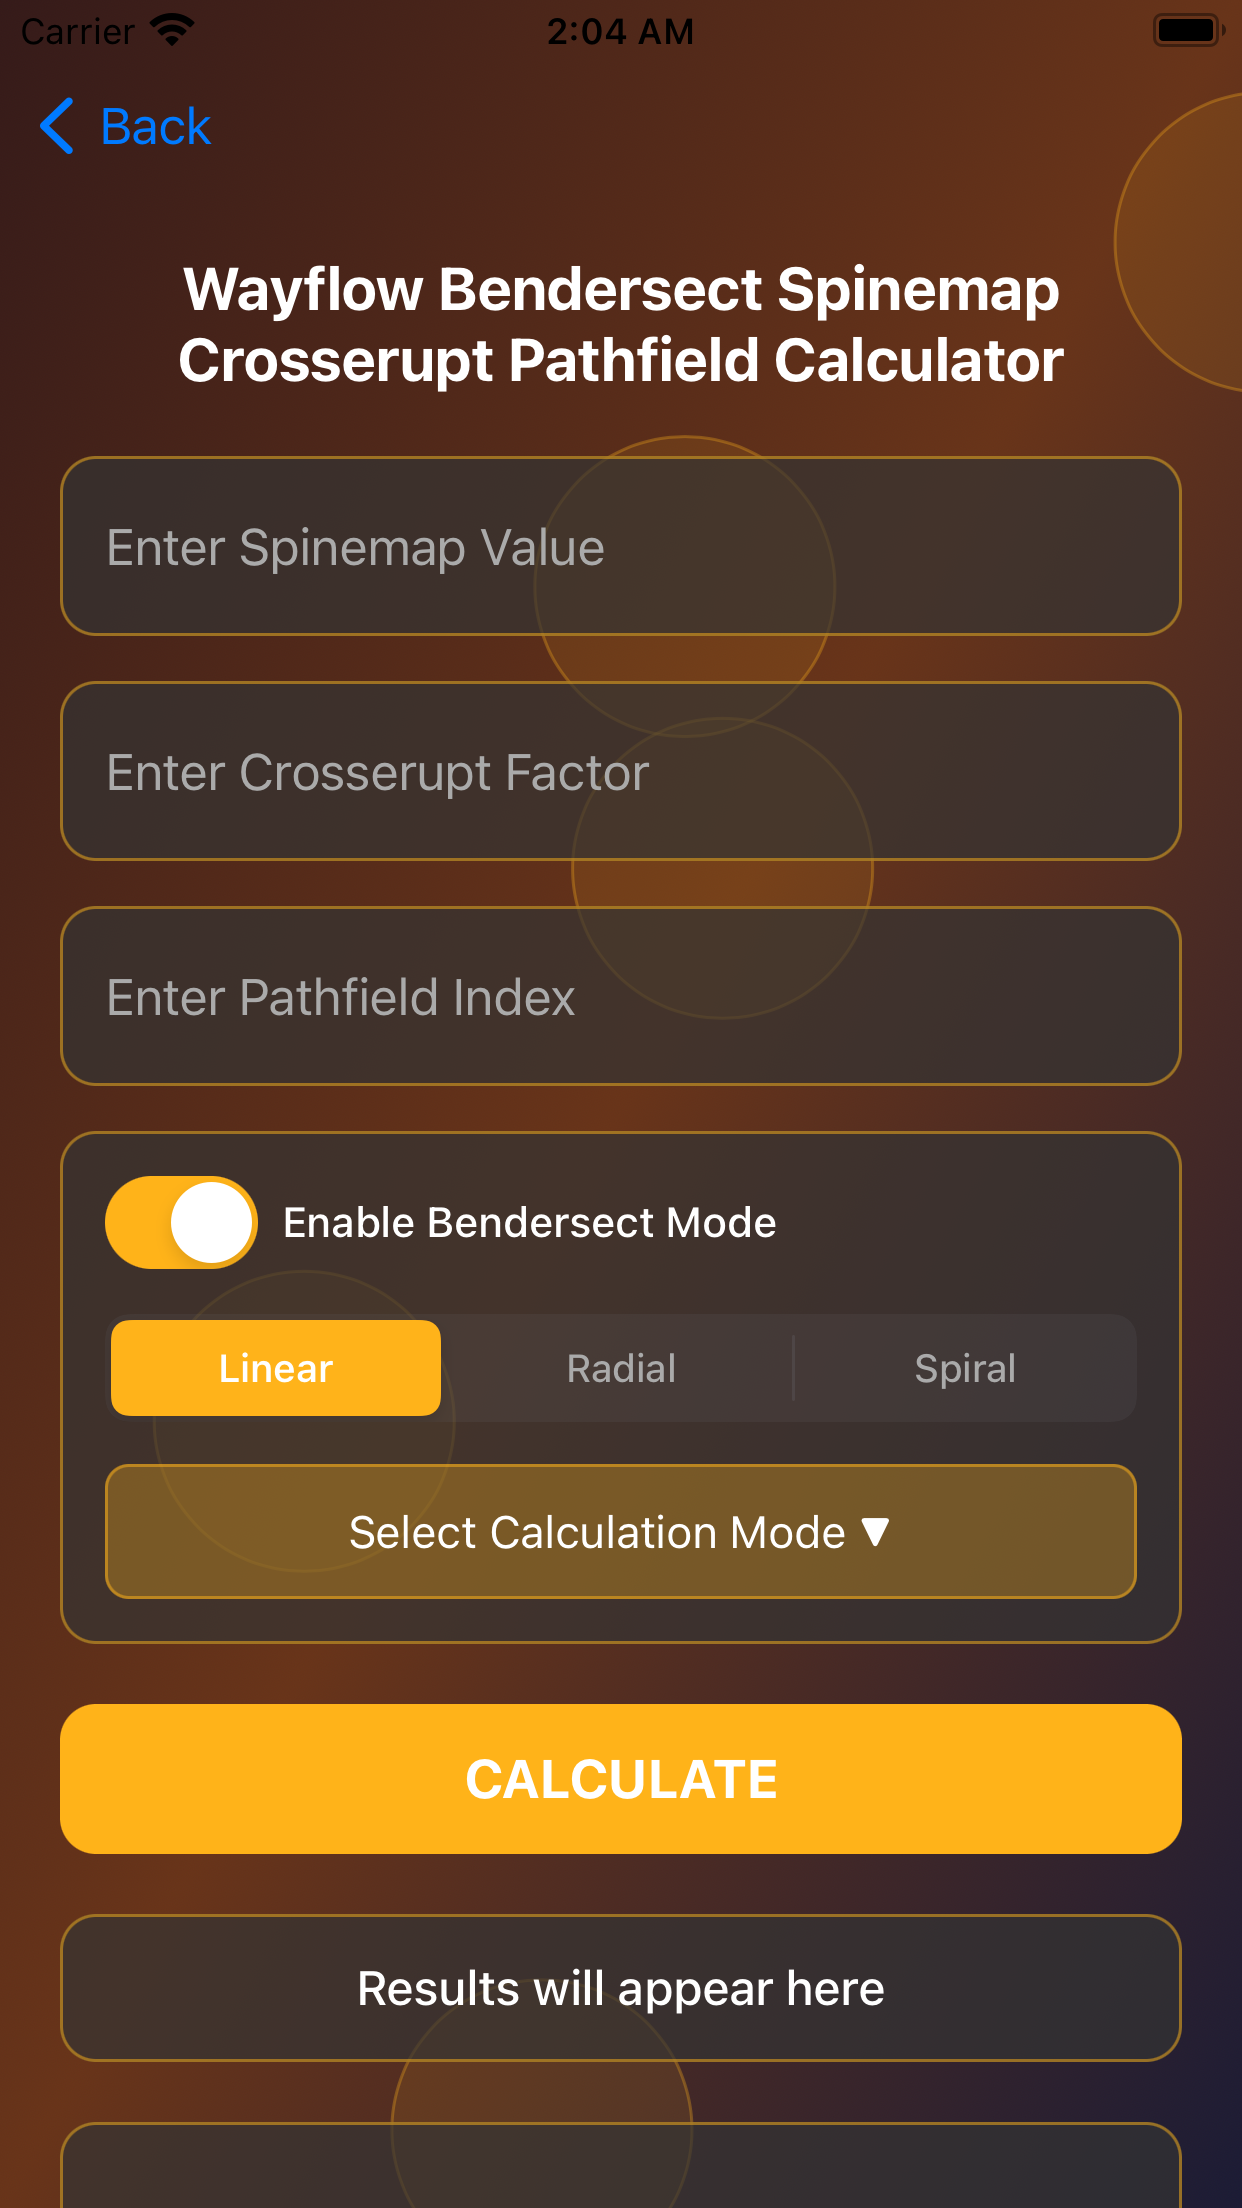 Carrier
2:04 AM
Back
Wayflow Bendersect Spinemap
Crosserupt Pathfield Calculator
Enter Spinemap Value
Enter Crosserupt Factor
Enter Pathfield Index
Enable Bendersect Mode
Linear
Radial
Spiral
Select Calculation Mode ▼
CALCULATE
Results will appear here